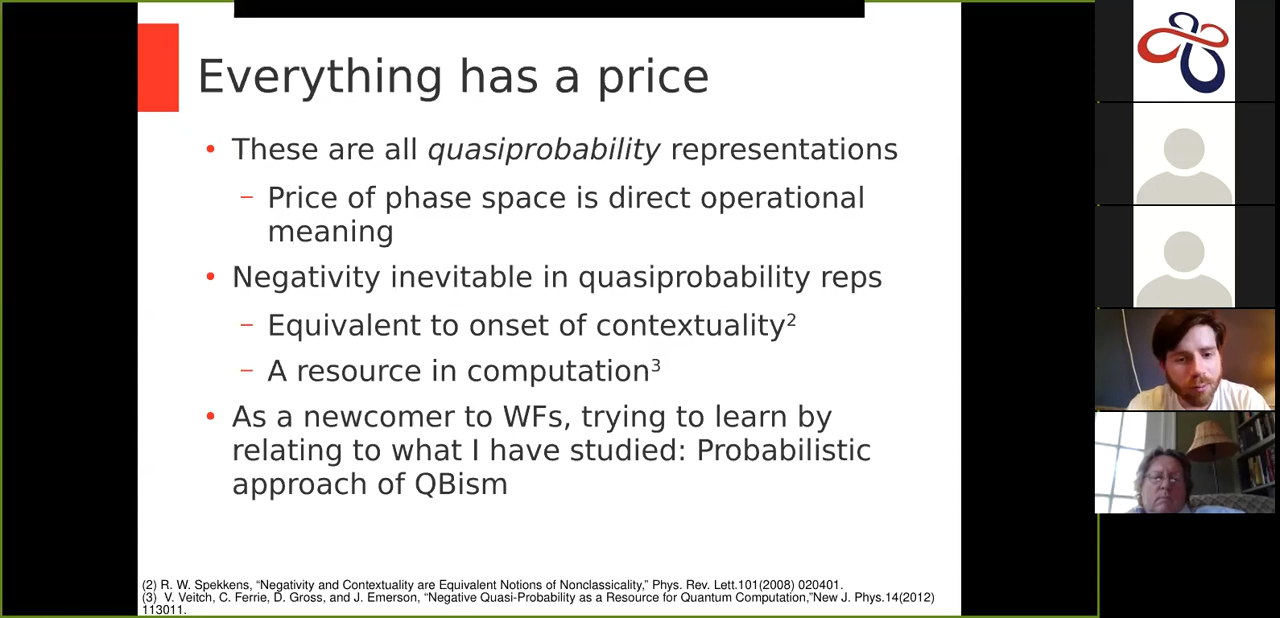 Everything has a price
• These are all quasiprobability representations
– Price of phase space is direct operational
meaning
• Negativity inevitable in quasiprobability reps
– Equivalent to onset of contextuality²
– A resource in computation³
• As a newcomer to WFs, trying to learn by
relating to what I have studied: Probabilistic
approach of QBism
(2) R. W. Spekkens, “Negativity and Contextuality are Equivalent Notions of Nonclassicality,” Phys. Rev. Lett.101(2008) 020401.
(3) V. Veitch, C. Ferrie, D. Gross, and J. Emerson, “Negative Quasi-Probability as a Resource for Quantum Computation,”New J. Phys.14(2012)
113011.